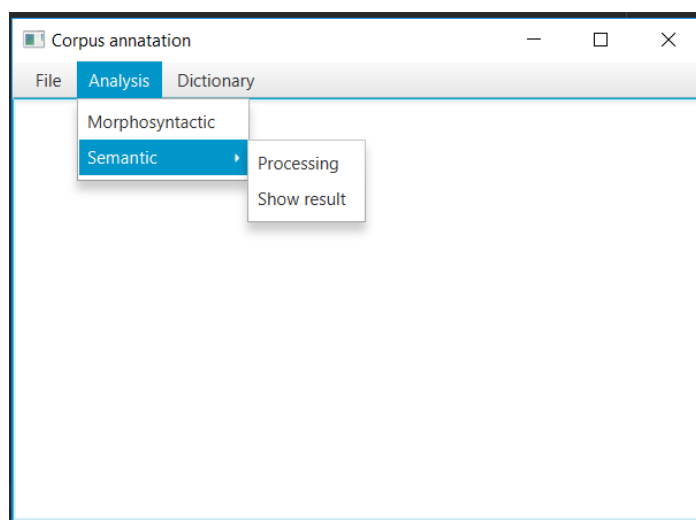 Corpus annatation
File Analysis Dictionary
Morphosyntactic
Semantic
Processing
Show result